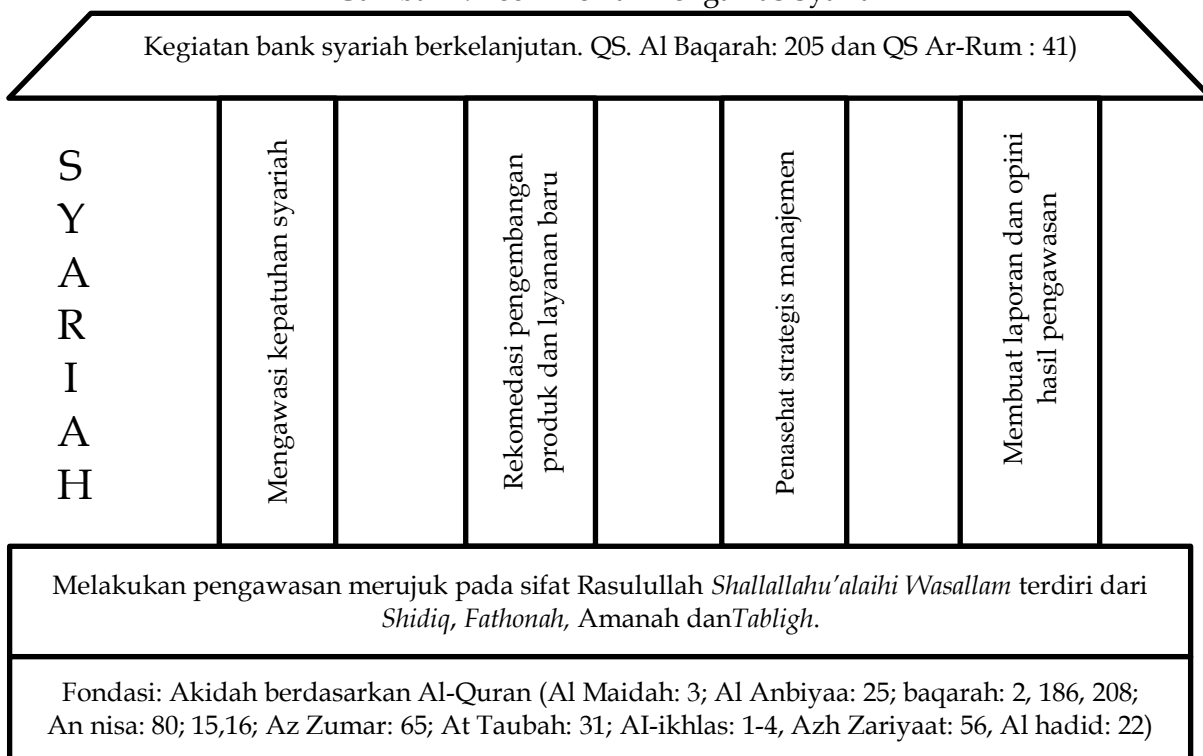 Kegiatan bank syariah berkelanjutan. QS. Al Baqarah: 205 dan QS Ar-Rum : 41)
S
Y
A
R
I
A
H
Mengawasi kepatuhan syariah
Rekomedasi pengembangan
produk dan layanan baru
Penasehat strategis manajemen
Membuat laporan dan opini
hasil pengawasan
Melakukan pengawasan merujuk pada sifat Rasulullah Shallallahu’alaihi Wasallam terdiri dari
Shidiq, Fathonah, Amanah danTabligh.
Fondasi: Akidah berdasarkan Al-Quran (Al Maidah: 3; Al Anbiyaa: 25; baqarah: 2, 186, 208;
An nisa: 80; 15,16; Az Zumar: 65; At Taubah: 31; AI-ikhlas: 1-4, Azh Zariyaat: 56, Al hadid: 22)